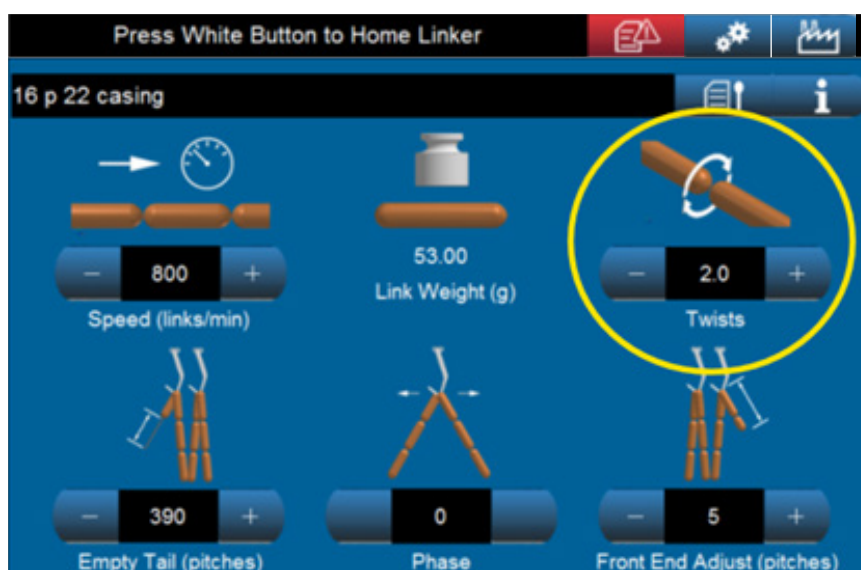 Press White Button to Home Linker
16 p 22 casing
i
53.00
Link Weight (g)
− 800 +
Speed (links/min)
− 2.0 +
Twists
− 390 +
Empty Tail (pitches)
0
Phase
− 5 +
Front End Adjust (pitches)